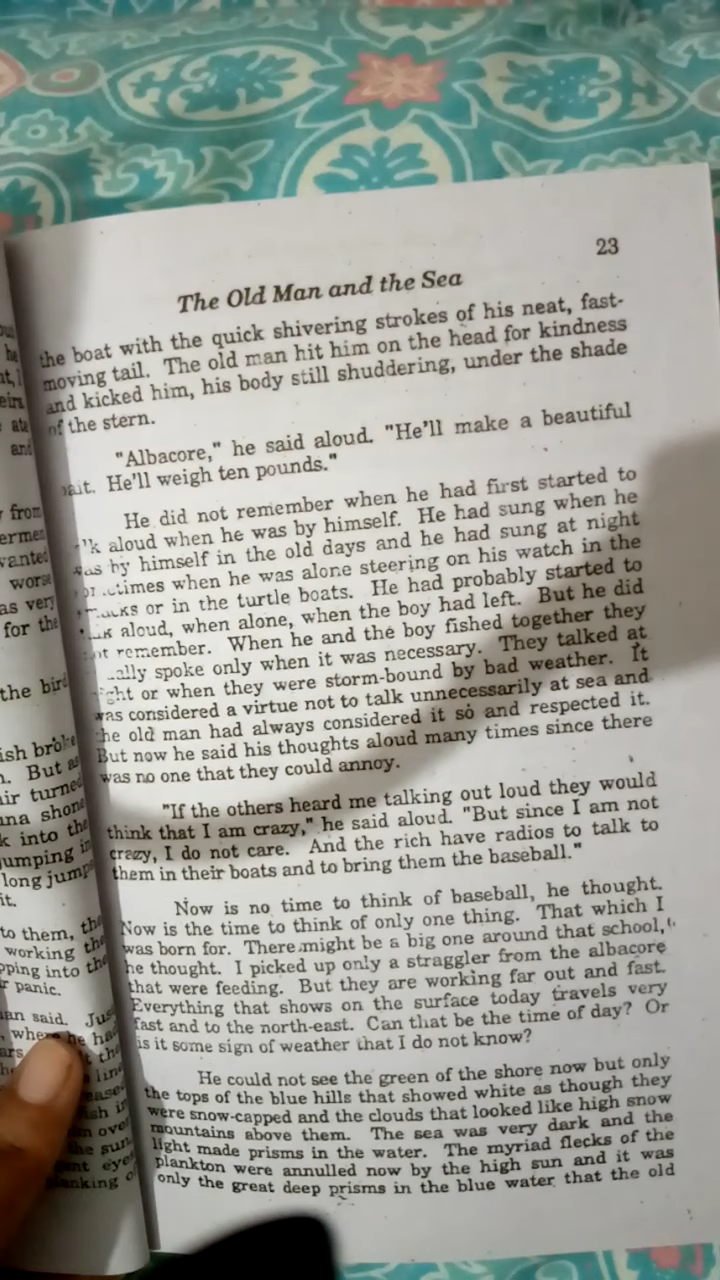 23
The Old Man and the Sea
the boat with the quick shivering strokes of his neat, fast-
moving tail. The old man hit him on the head for kindness
and kicked him, his body still shuddering, under the shade
of the stern.
"Albacore," he said aloud. "He'll make a beautiful
He'll weigh ten pounds."
He did not remember when he had first started to
aloud when he was by himself. He had sung when he
was by himself in the old days and he had sung at night
when he was alone steering on his watch in the
or in the turtle boats. He had probably started to
aloud, when alone, when the boy had left. But he did
remember. When he and the boy fished together they
spoke only when it was necessary. They talked at
or when they were storm-bound by bad weather. It
was considered a virtue not to talk unnecessarily at sea and
the old man had always considered it so and respected it.
But now he said his thoughts aloud many times since there
was no one that they could annoy.
"If the others heard me talking out loud they would
think that I am crazy," he said aloud. "But since I am not
crazy, I do not care. And the rich have radios to talk to
them in their boats and to bring them the baseball."
Now is no time to think of baseball, he thought.
Now is the time to think of only one thing. That which I
was born for. There might be a big one around that school,
he thought. I picked up only a straggler from the albacore
that were feeding. But they are working far out and fast.
Everything that shows on the surface today travels very
fast and to the north-east. Can that be the time of day? Or
is it some sign of weather that I do not know?
He could not see the green of the shore now but only
the tops of the blue hills that showed white as though they
were snow-capped and the clouds that looked like high snow
mountains above them. The sea was very dark and the
light made prisms in the water. The myriad flecks of the
plankton were annulled now by the high sun and it was
only the great deep prisms in the blue water that the old